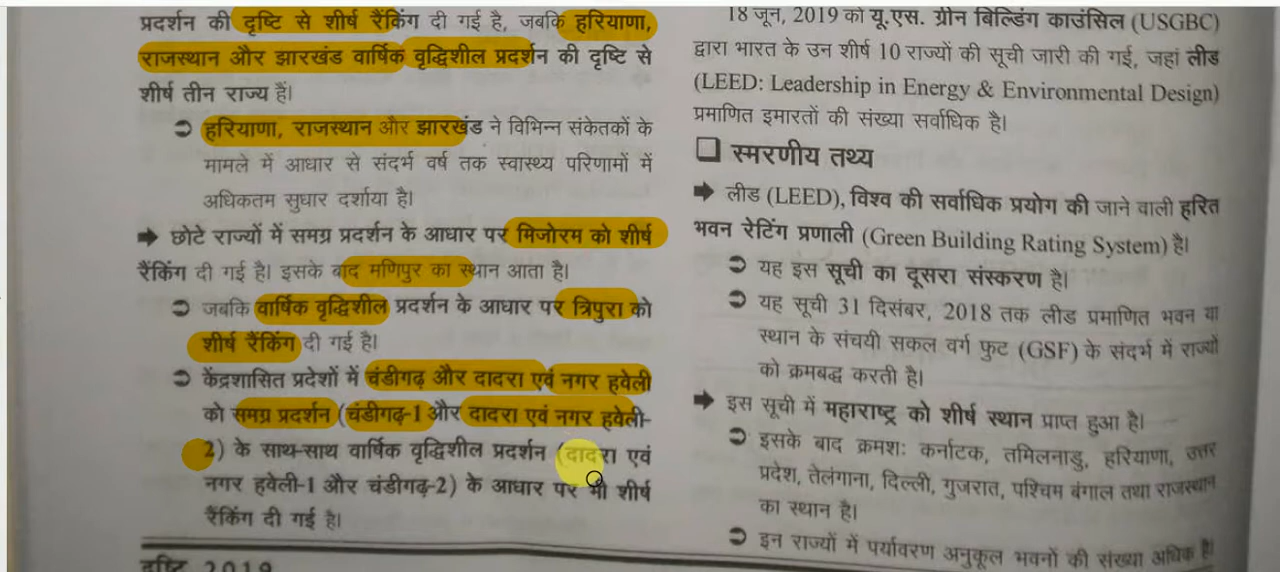 प्रदर्शन की दृष्टि से शीर्ष रैंकिंग दी गई है, जबकि हरियाणा,
राजस्थान और झारखंड वार्षिक वृद्धिशील प्रदर्शन की दृष्टि से
शीर्ष तीन राज्य हैं।
➲ हरियाणा, राजस्थान और झारखंड ने विभिन्न संकेतकों के
मामले में आधार से संदर्भ वर्ष तक स्वास्थ्य परिणामों में
अधिकतम सुधार दर्शाया है।
➡ छोटे राज्यों में समग्र प्रदर्शन के आधार पर मिजोरम को शीर्ष
रैंकिंग दी गई है। इसके बाद मणिपुर का स्थान आता है।
➲ जबकि वार्षिक वृद्धिशील प्रदर्शन के आधार पर त्रिपुरा को
शीर्ष रैंकिंग दी गई है।
➲ केंद्रशासित प्रदेशों में चंडीगढ़ और दादरा एवं नगर हवेली
को समग्र प्रदर्शन (चंडीगढ़-1 और दादरा एवं नगर हवेली-
2) के साथ-साथ वार्षिक वृद्धिशील प्रदर्शन (दादरा एवं
नगर हवेली-1 और चंडीगढ़-2) के आधार पर भी शीर्ष
रैंकिंग दी गई है।
दृष्टि 2019
18 जून, 2019 को यू.एस. ग्रीन बिल्डिंग काउंसिल (USGBC)
द्वारा भारत के उन शीर्ष 10 राज्यों की सूची जारी की गई, जहां लीड
(LEED: Leadership in Energy & Environmental Design)
प्रमाणित इमारतों की संख्या सर्वाधिक है।
❑ स्मरणीय तथ्य
➡ लीड (LEED), विश्व की सर्वाधिक प्रयोग की जाने वाली हरित
भवन रेटिंग प्रणाली (Green Building Rating System) है।
➲ यह इस सूची का दूसरा संस्करण है।
➲ यह सूची 31 दिसंबर, 2018 तक लीड प्रमाणित भवन या
स्थान के संचयी सकल वर्ग फुट (GSF) के संदर्भ में राज्यों
को क्रमबद्ध करती है।
➡ इस सूची में महाराष्ट्र को शीर्ष स्थान प्राप्त हुआ है।
➲ इसके बाद क्रमशः कर्नाटक, तमिलनाडु, हरियाणा, उत्तर
प्रदेश, तेलंगाना, दिल्ली, गुजरात, पश्चिम बंगाल तथा राजस्थान
का स्थान है।
➲ इन राज्यों में पर्यावरण अनुकूल भवनों की संख्या अधिक है।